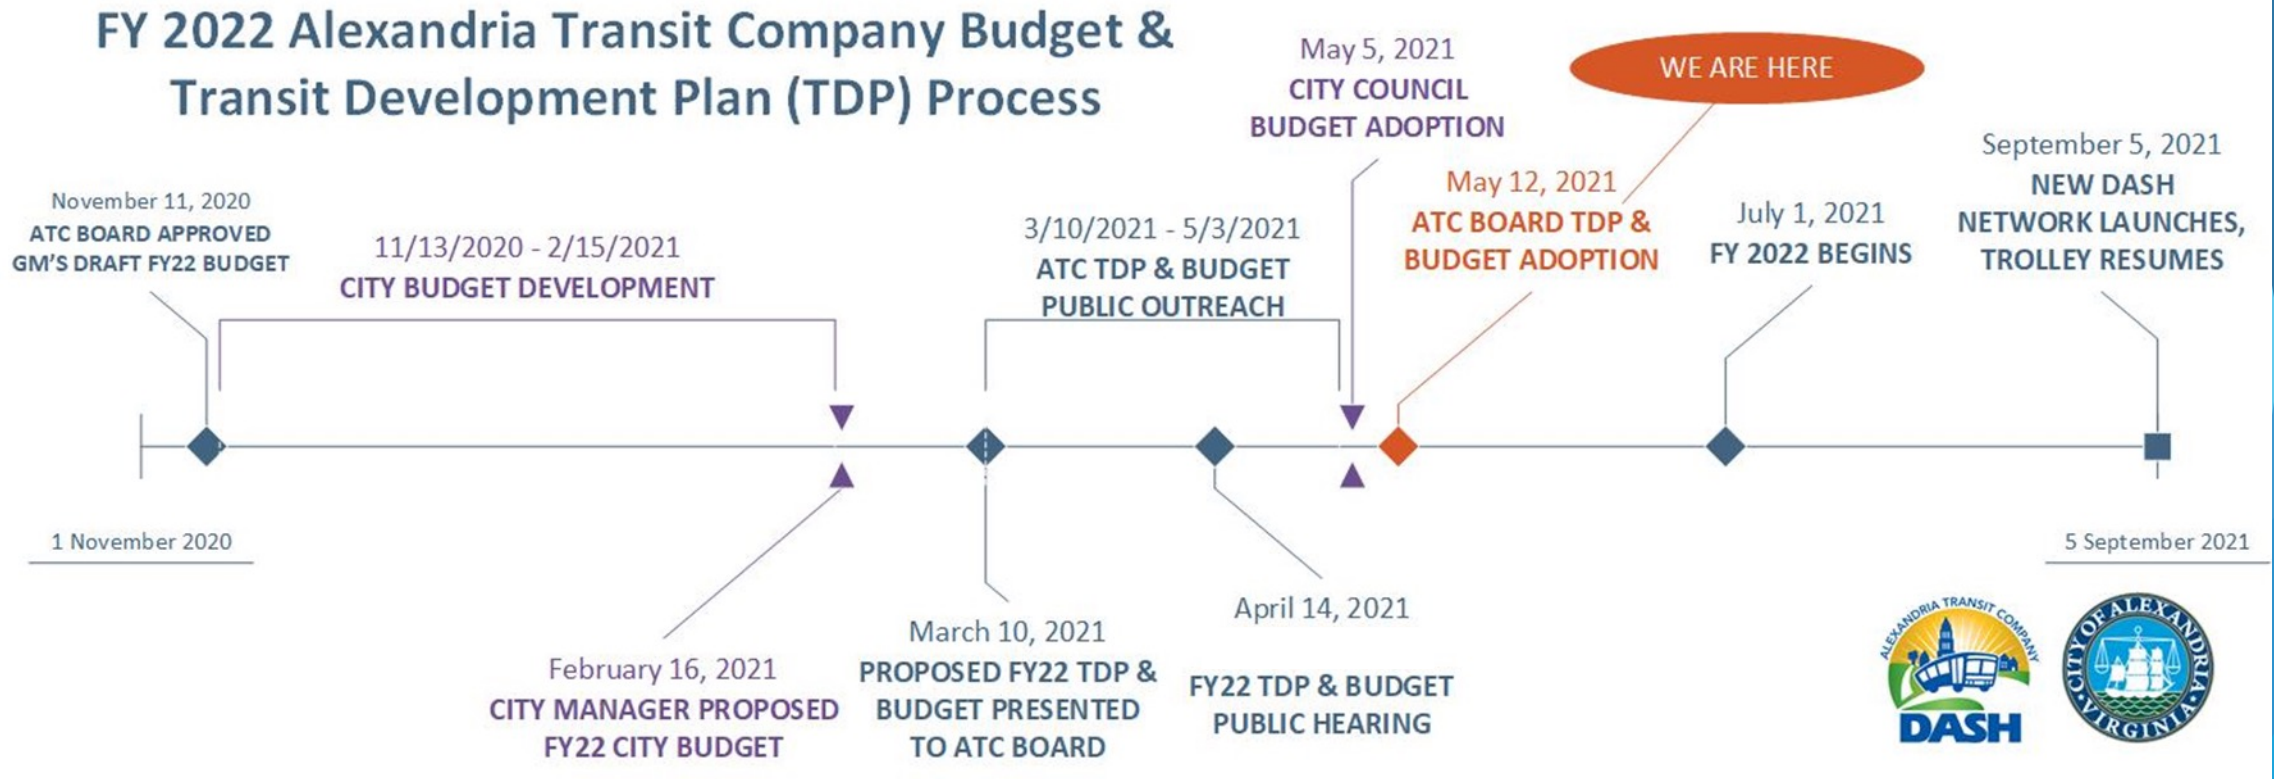 FY 2022 Alexandria Transit Company Budget &
Transit Development Plan (TDP) Process
November 11, 2020
ATC BOARD APPROVED
GM'S DRAFT FY22 BUDGET
11/13/2020 - 2/15/2021
CITY BUDGET DEVELOPMENT
3/10/2021 - 5/3/2021
ATC TDP & BUDGET
PUBLIC OUTREACH
May 5, 2021
CITY COUNCIL
BUDGET ADOPTION
WE ARE HERE
May 12, 2021
ATC BOARD TDP &
BUDGET ADOPTION
July 1, 2021
FY 2022 BEGINS
September 5, 2021
NEW DASH
NETWORK LAUNCHES,
TROLLEY RESUMES
1 November 2020
5 September 2021
February 16, 2021
CITY MANAGER PROPOSED
FY22 CITY BUDGET
March 10, 2021
PROPOSED FY22 TDP &
BUDGET PRESENTED
TO ATC BOARD
April 14, 2021
FY22 TDP & BUDGET
PUBLIC HEARING
ALEXANDRIA TRANSIT COMPANY
DASH
CITY OF ALEXANDRIA
VIRGINIA